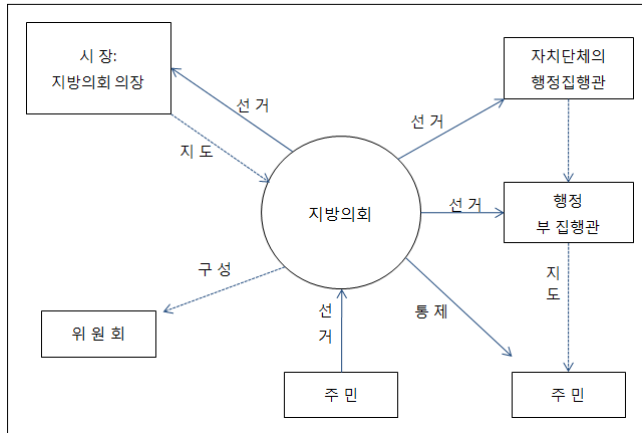 시 장:
지방의회 의장
자치단체의
행정집행관
선 거
선 거
지 도
지방의회
선 거
행정
부 집행관
구 성
지
도
위 원 회
선
거
통 제
주 민
주 민